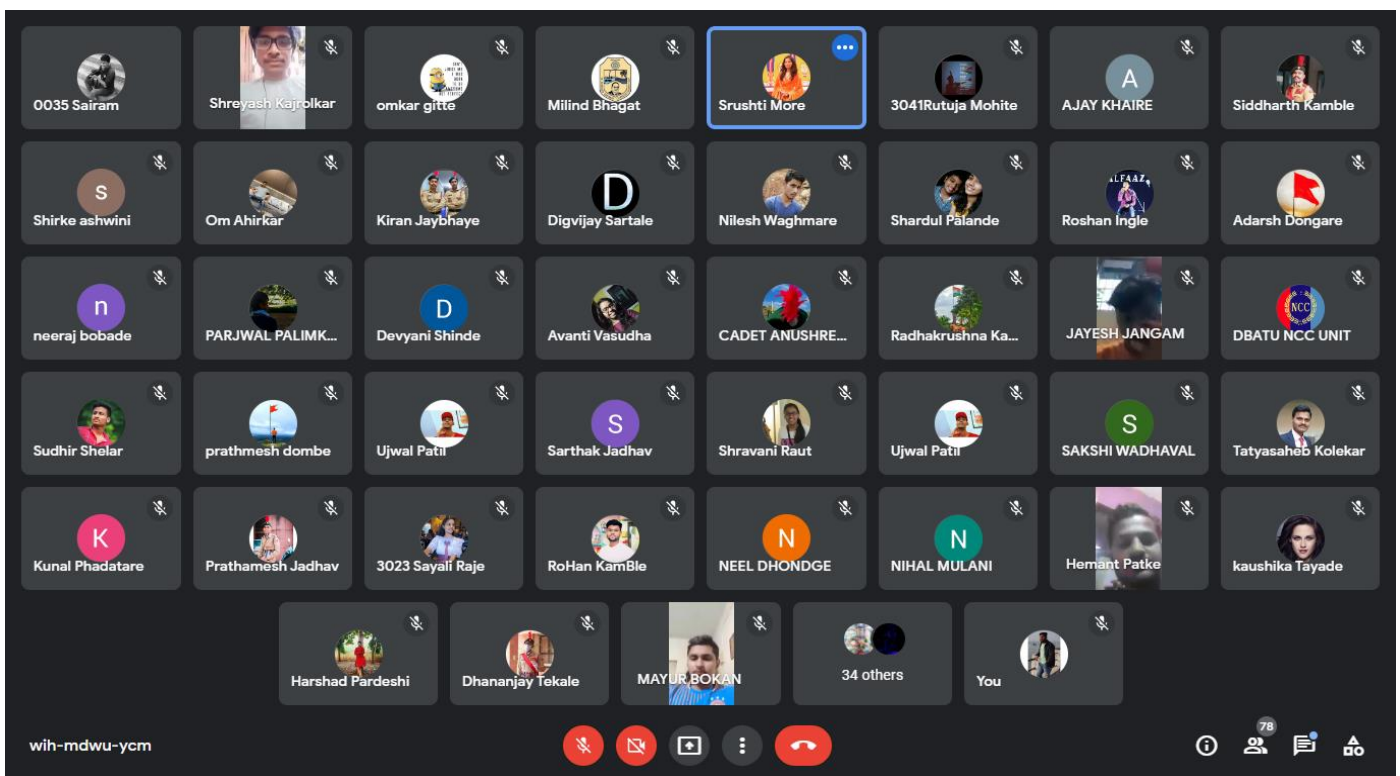 0035 Sairam
Shreyash Kajrolkar
omkar gitte
Milind Bhagat
Srushti More
3041Rutuja Mohite
A
AJAY KHAIRE
Siddharth Kamble
s
Shirke ashwini
Om Ahirkar
Kiran Jaybhaye
D
Digvijay Sartale
Nilesh Waghmare
Shardul Palande
ALFAAZ
Roshan Ingle
Adarsh Dongare
n
neeraj bobade
PARJWAL PALIMK...
D
Devyani Shinde
Avanti Vasudha
CADET ANUSHRE...
Radhakrushna Ka...
JAYESH JANGAM
NCC
DBATU NCC UNIT
Sudhir Shelar
prathmesh dombe
Ujwal Patil
S
Sarthak Jadhav
Shravani Raut
Ujwal Patil
S
SAKSHI WADHAVAL
Tatyasaheb Kolekar
K
Kunal Phadatare
Prathamesh Jadhav
3023 Sayali Raje
RoHan KamBle
N
NEEL DHONDGE
N
NIHAL MULANI
Hemant Patke
kaushika Tayade
Harshad Pardeshi
Dhananjay Tekale
MAYUR BOKAN
34 others
You
wih-mdwu-ycm
78